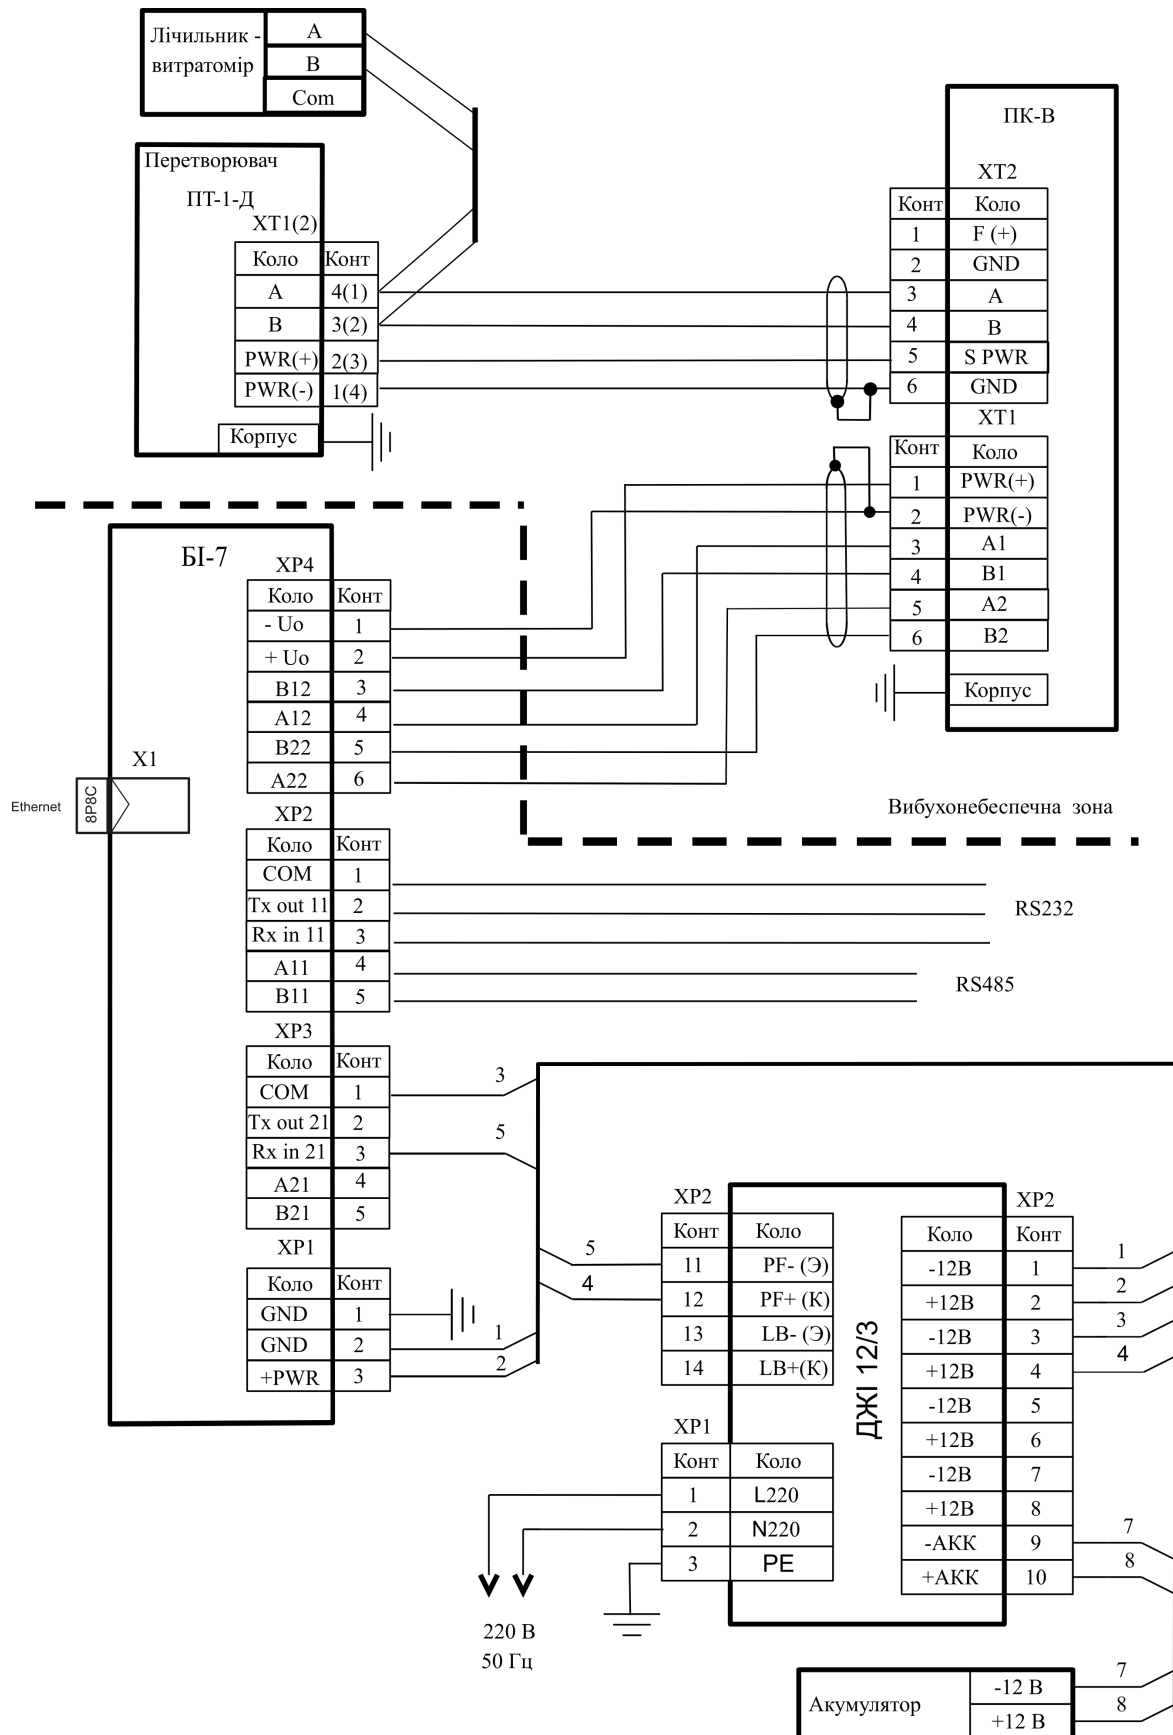 Лічильник -
витратомір
A
B
Com
Перетворювач
ПТ-1-Д
XT1(2)
Коло Конт
A 4(1)
B 3(2)
PWR(+) 2(3)
PWR(-) 1(4)
Корпус
ПК-В
XT2
Конт Коло
1 F (+)
2 GND
3 A
4 B
5 S PWR
6 GND
XT1
Конт Коло
1 PWR(+)
2 PWR(-)
3 A1
4 B1
5 A2
6 B2
Корпус
Вибухонебеспечна зона
БІ-7
XP4
Коло Конт
- Uo 1
+ Uo 2
B12 3
A12 4
B22 5
A22 6
X1
Ethernet
8P8C
XP2
Коло Конт
COM 1
Tx out 11 2
Rx in 11 3
A11 4
B11 5
RS232
RS485
XP3
Коло Конт
COM 1
Tx out 21 2
Rx in 21 3
A21 4
B21 5
3
5
XP1
Коло Конт
GND 1
GND 2
+PWR 3
1
2
5
4
XP2
Конт Коло
11 PF- (Э)
12 PF+ (К)
13 LB- (Э)
14 LB+(К)
XP1
Конт Коло
1 L220
2 N220
3 PE
220 В
50 Гц
ДЖІ 12/3
XP2
Коло Конт
-12В 1
+12В 2
-12В 3
+12В 4
-12В 5
+12В 6
-12В 7
+12В 8
-АКК 9
+АКК 10
1
2
3
4
7
8
Акумулятор
-12 В
+12 В
7
8